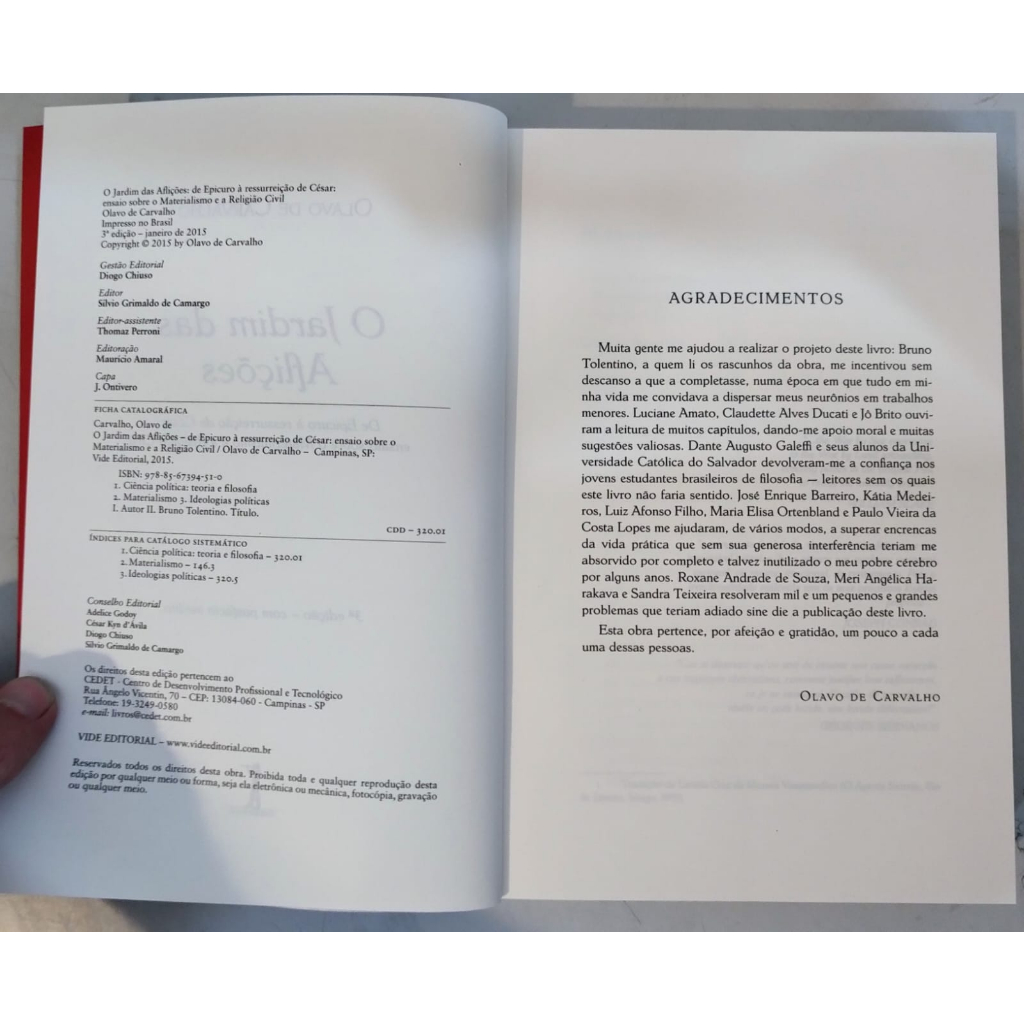 O Jardim das Aflições: de Epicuro à ressurreição de César:
ensaio sobre o Materialismo e a Religião Civil
Olavo de Carvalho
Impresso no Brasil
3ª edição – janeiro de 2015
Copyright © 2015 by Olavo de Carvalho
Gestão Editorial
Diogo Chiuso
Editor
Silvio Grimaldo de Camargo
Editor-assistente
Thomaz Perroni
Editoração
Maurício Amaral
Capa
J. Ontivero
FICHA CATALOGRÁFICA
Carvalho, Olavo de
O Jardim das Aflições – de Epicuro à ressurreição de César: ensaio sobre o
Materialismo e a Religião Civil / Olavo de Carvalho – Campinas, SP:
Vide Editorial, 2015.
ISBN: 978-85-67394-51-0
1. Ciência política: teoria e filosofia
2. Materialismo 3. Ideologias políticas
I. Autor II. Bruno Tolentino. Título.
CDD – 320.01
ÍNDICES PARA CATÁLOGO SISTEMÁTICO
1. Ciência política: teoria e filosofia – 320.01
2. Materialismo – 146.3
3. Ideologias políticas – 320.5
Conselho Editorial
Adelice Godoy
César Kyn d'Ávila
Diogo Chiuso
Silvio Grimaldo de Camargo
Os direitos desta edição pertencem ao
CEDET - Centro de Desenvolvimento Profissional e Tecnológico
Rua Ângelo Vicentin, 70 – CEP: 13084-060 - Campinas - SP
Telefone: 19-3249-0580
e-mail: livros@cedet.com.br
VIDE EDITORIAL – www.videeditorial.com.br
Reservados todos os direitos desta obra. Proibida toda e qualquer reprodução desta
edição por qualquer meio ou forma, seja ela eletrônica ou mecânica, fotocópia, gravação
ou qualquer meio.
AGRADECIMENTOS
Muita gente me ajudou a realizar o projeto deste livro: Bruno
Tolentino, a quem li os rascunhos da obra, me incentivou sem
descanso a que a completasse, numa época em que tudo em mi-
nha vida me convidava a dispersar meus neurônios em trabalhos
menores. Luciane Amato, Claudette Alves Ducati e Jô Brito ouvi-
ram a leitura de muitos capítulos, dando-me apoio moral e muitas
sugestões valiosas. Dante Augusto Galeffi e seus alunos da Uni-
versidade Católica do Salvador devolveram-me a confiança nos
jovens estudantes brasileiros de filosofia — leitores sem os quais
este livro não faria sentido. José Enrique Barreiro, Kátia Medei-
ros, Luiz Afonso Filho, Maria Elisa Ortenbland e Paulo Vieira da
Costa Lopes me ajudaram, de vários modos, a superar encrencas
da vida prática que sem sua generosa interferência teriam me
absorvido por completo e talvez inutilizado o meu pobre cérebro
por alguns anos. Roxane Andrade de Souza, Meri Angélica Ha-
rakava e Sandra Teixeira resolveram mil e um pequenos e grandes
problemas que teriam adiado sine die a publicação deste livro.
Esta obra pertence, por afeição e gratidão, um pouco a cada
uma dessas pessoas.
OLAVO DE CARVALHO